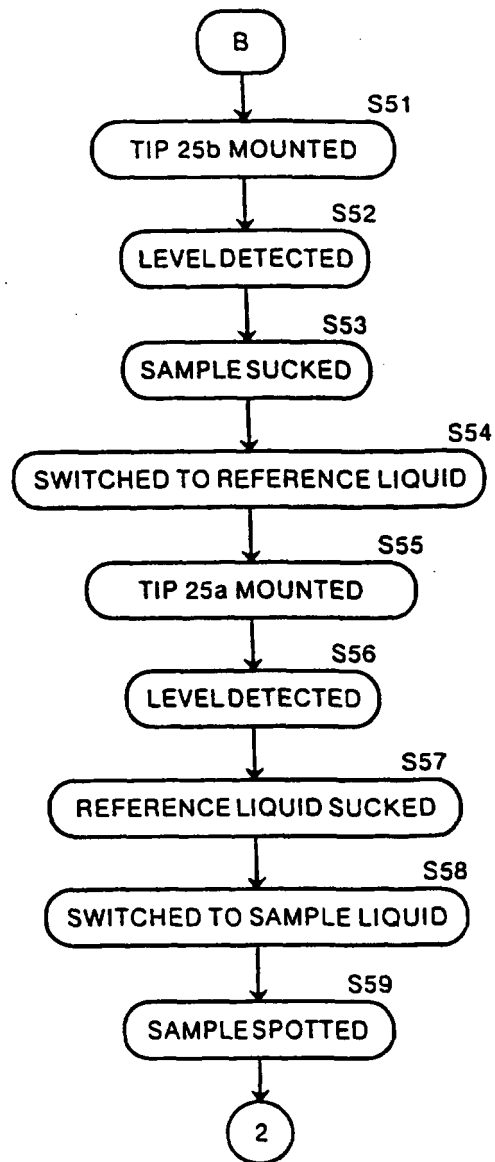 B
S51
TIP 25b MOUNTED
S52
LEVEL DETECTED
S53
SAMPLE SUCKED
S54
SWITCHED TO REFERENCE LIQUID
S55
TIP 25a MOUNTED
S56
LEVEL DETECTED
S57
REFERENCE LIQUID SUCKED
S58
SWITCHED TO SAMPLE LIQUID
S59
SAMPLE SPOTTED
2